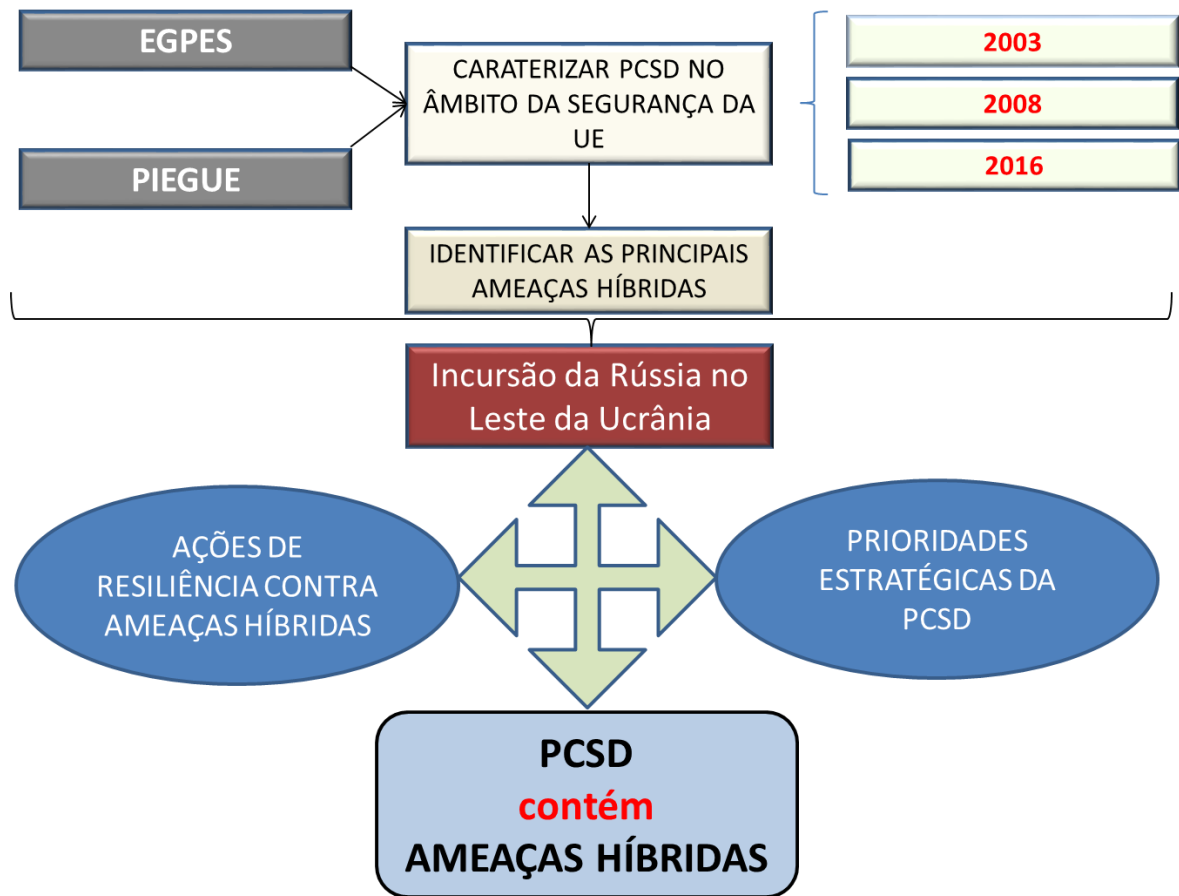 EGPES
PIEGUE
CARATERIZAR PCSD NO
ÂMBITO DA SEGURANÇA DA
UE
2003
2008
2016
IDENTIFICAR AS PRINCIPAIS
AMEAÇAS HÍBRIDAS
Incursão da Rússia no
Leste da Ucrânia
AÇÕES DE
RESILIÊNCIA CONTRA
AMEAÇAS HÍBRIDAS
PRIORIDADES
ESTRATÉGICAS DA
PCSD
PCSD
contém
AMEAÇAS HÍBRIDAS